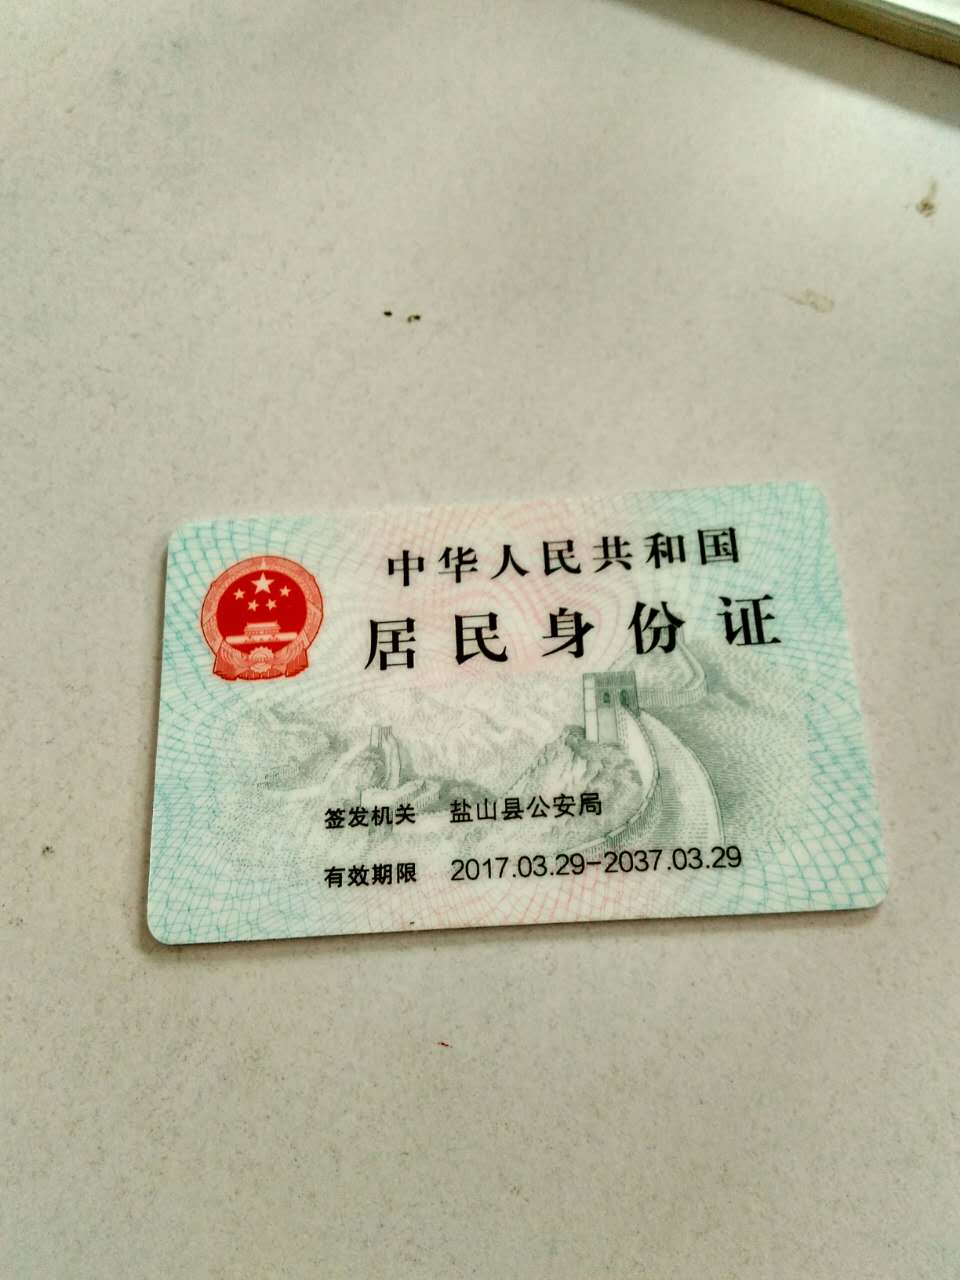 中华人民共和国
居民身份证
签发机关 盐山县公安局
有效期限 2017.03.29-2037.03.29